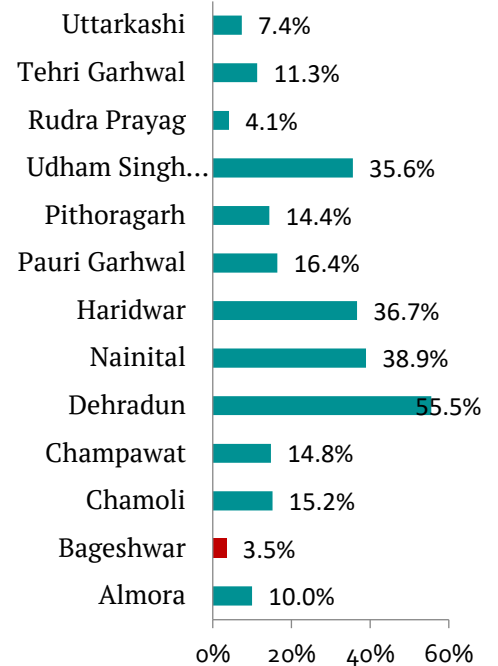 Uttarkashi 7.4%
Tehri Garhwal 11.3%
Rudra Prayag 4.1%
Udham Singh... 35.6%
Pithoragarh 14.4%
Pauri Garhwal 16.4%
Haridwar 36.7%
Nainital 38.9%
Dehradun 55.5%
Champawat 14.8%
Chamoli 15.2%
Bageshwar 3.5%
Almora 10.0%
0% 20% 40% 60%